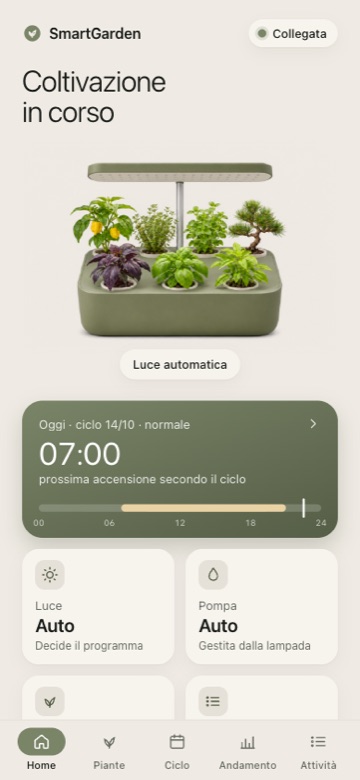 SmartGarden
Collegata
Coltivazione
in corso
Luce automatica
Oggi · ciclo 14/10 · normale
07:00
prossima accensione secondo il ciclo
00 06 12 18 24
Luce
Auto
Decide il programma
Pompa
Auto
Gestita dalla lampada
Home Piante Ciclo Andamento Attività